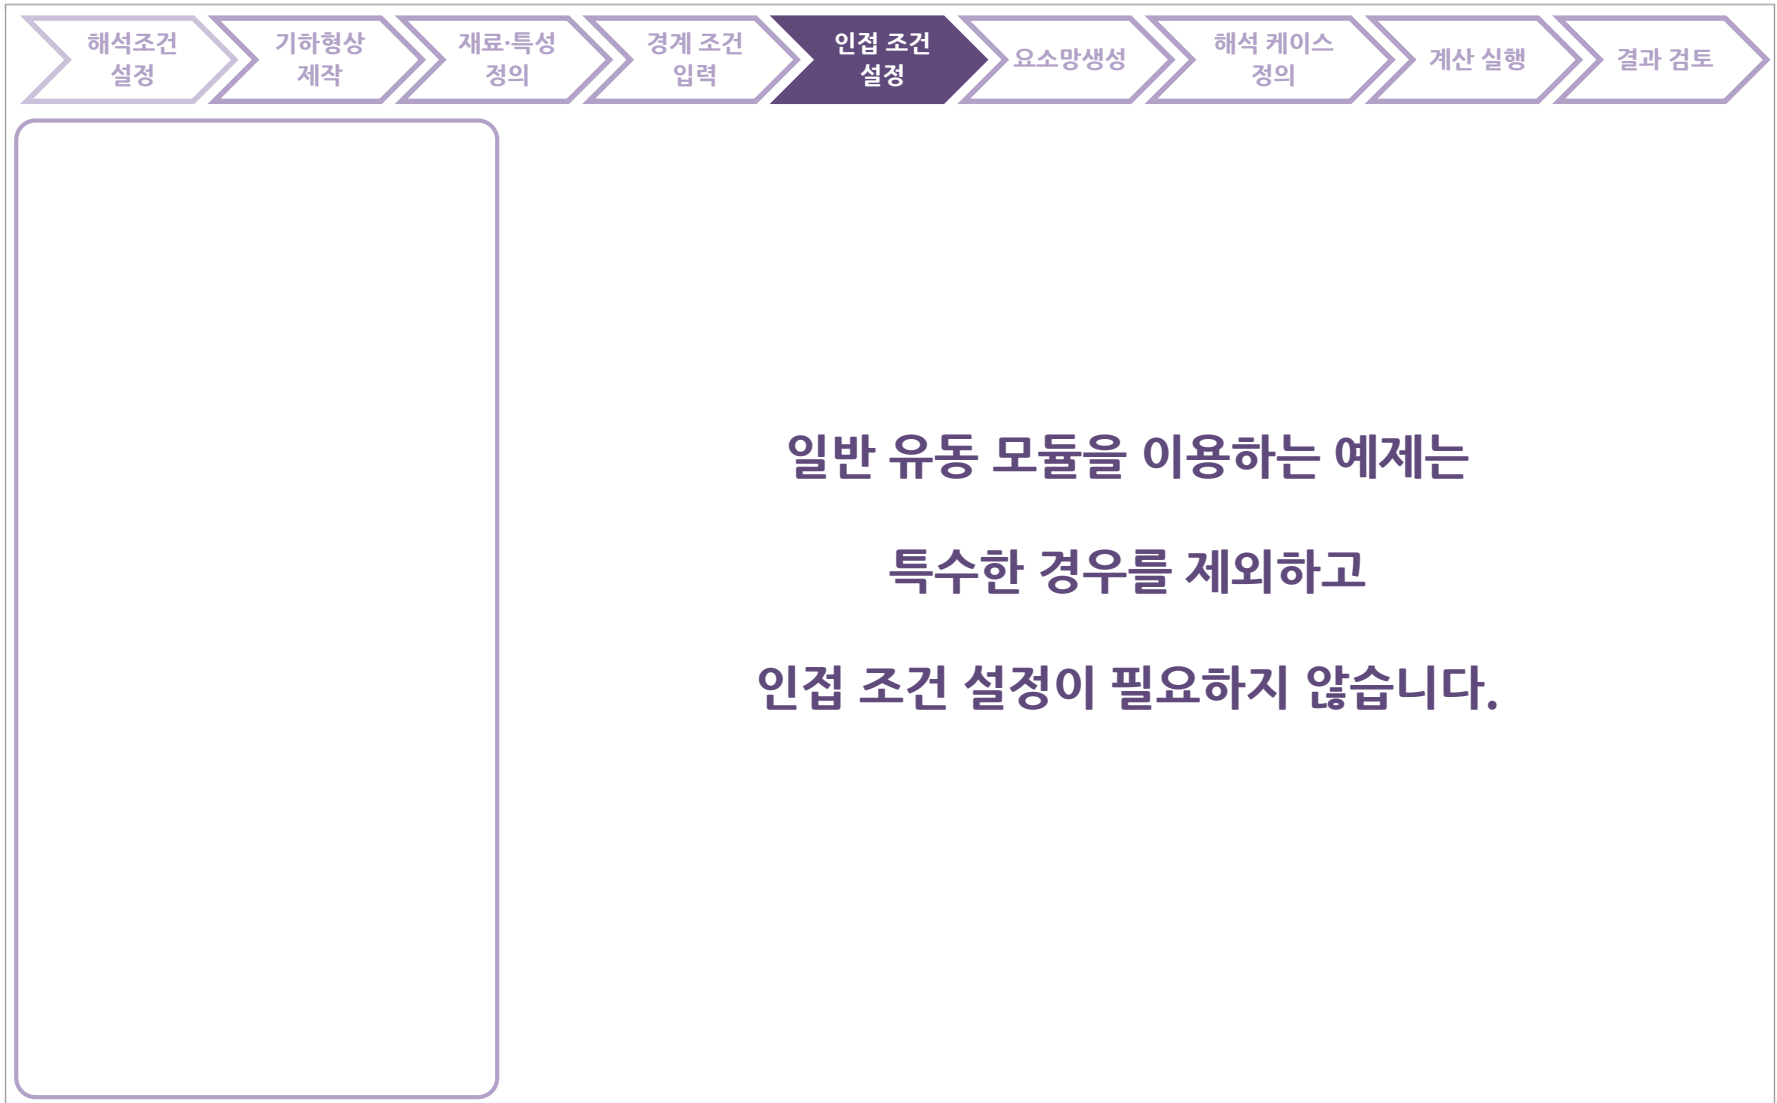 해석조건
설정
기하형상
제작
재료·특성
정의
경계 조건
입력
인접 조건
설정
요소망생성
해석 케이스
정의
계산 실행
결과 검토
일반 유동 모듈을 이용하는 예제는
특수한 경우를 제외하고
인접 조건 설정이 필요하지 않습니다.